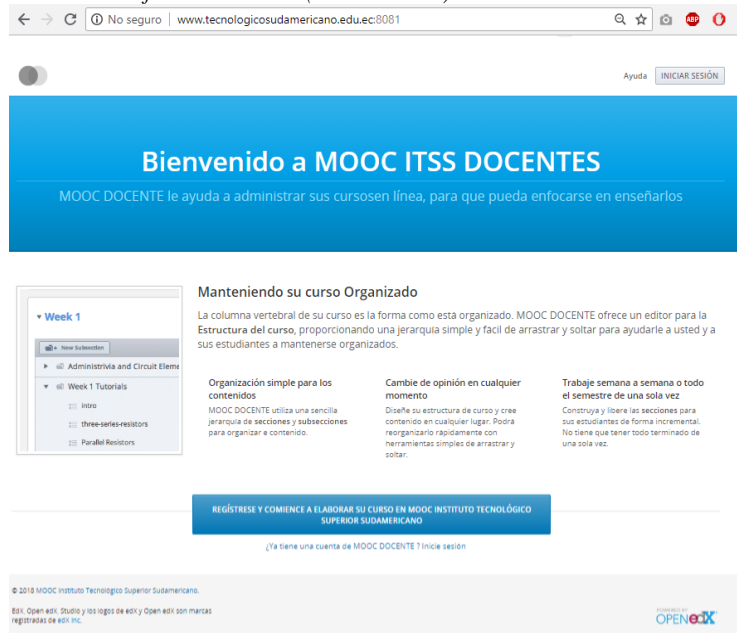 No seguro | www.tecnologicosudamericano.edu.ec:8081
ABP
Ayuda INICIAR SESIÓN
Bienvenido a MOOC ITSS DOCENTES
MOOC DOCENTE le ayuda a administrar sus cursosen línea, para que pueda enfocarse en enseñarlos
Week 1
New Subsection
Administrivia and Circuit Eleme
Week 1 Tutorials
intro
three-series-resistors
Parallel Resistors
Manteniendo su curso Organizado
La columna vertebral de su curso es la forma como está organizado. MOOC DOCENTE ofrece un editor para la
Estructura del curso, proporcionando una jerarquia simple y facil de arrastrar y soltar para ayudarle a usted y a
sus estudiantes a mantenerse organizados.
Organización simple para los
contenidos
MOOC DOCENTE utiliza una sencilla
jerarquía de secciones y subsecciones
para organizar e contenido.
Cambie de opinión en cualquier
momento
Diseñe su estructura de curso y cree
contenido en cualquier lugar. Podrá
reorganizarlo rápidamente con
herramientas simples de arrastrar y
soltar.
Trabaje semana a semana o todo
el semestre de una sola vez
Construya y libere las secciones para
sus estudiantes de forma incremental.
No tiene que tener todo terminado de
una sola vez.
REGÍSTRESE Y COMIENCE A ELABORAR SU CURSO EN MOOC INSTITUTO TECNOLÓGICO
SUPERIOR SUDAMERICANO
¿Ya tiene una cuenta de MOOC DOCENTE ? Inicie sesión
© 2018 MOOC Instituto Tecnológico Superior Sudamericano.
EdX, Open edX, Studio y los logos de edX y Open edX son marcas
registradas de edX Inc.
POWERED BY
OPEN edX